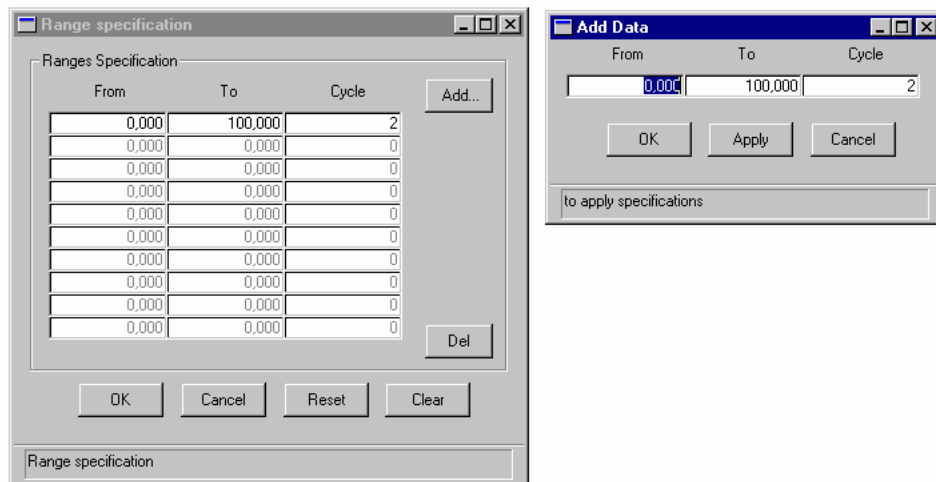 Range specification
Ranges Specification
From To Cycle
Add...
0,000 100,000 2
0,000 0,000 0
0,000 0,000 0
0,000 0,000 0
0,000 0,000 0
0,000 0,000 0
0,000 0,000 0
0,000 0,000 0
0,000 0,000 0
0,000 0,000 0
Del
OK Cancel Reset Clear
Range specification
Add Data
From To Cycle
0,000 100,000 2
OK Apply Cancel
to apply specifications